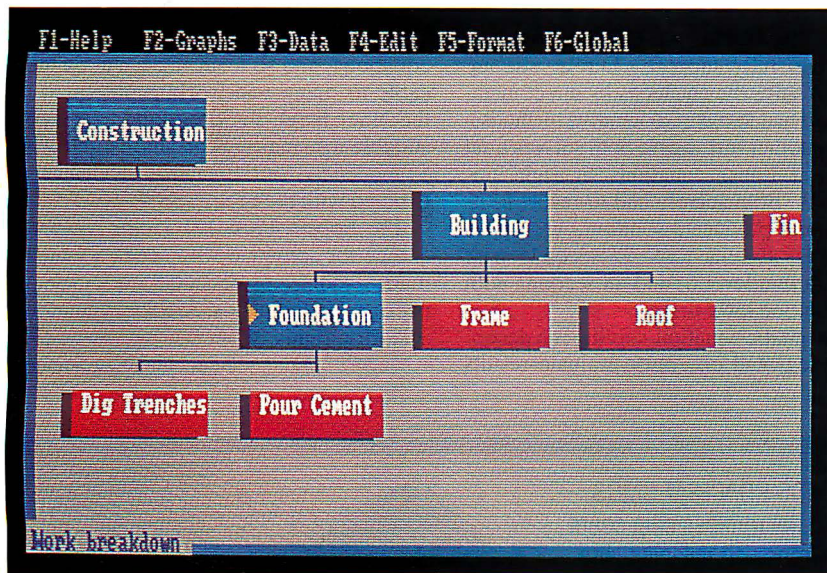 F1-Help F2-Graphs F3-Data F4-Edit F5-Format F6-Global
Construction
Building
Fin
Foundation
Frame
Roof
Dig Trenches
Pour Cement
Work breakdown